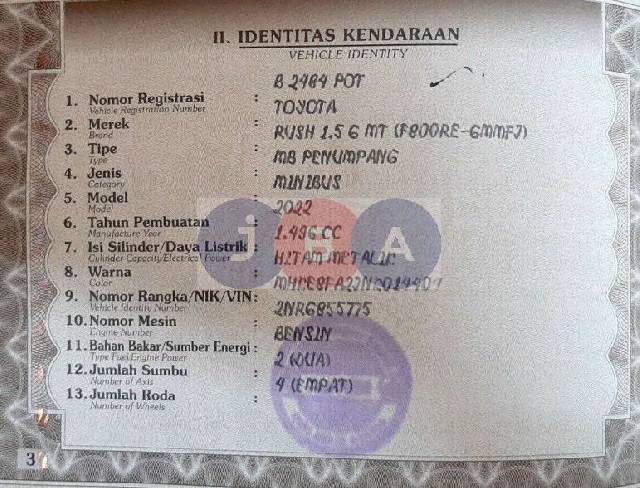 II. IDENTITAS KENDARAAN
VEHICLE IDENTITY
B 2484 POT
1. Nomor Registrasi :
Vehicle Registration Number
TOYOTA
2. Merek :
Brand
RUSH 1.5 G MT (F800RE-GMMFJ)
3. Tipe :
Type
MB PENUMPANG
4. Jenis :
Category
MINIBUS
5. Model :
Model
2022
6. Tahun Pembuatan :
Manufacture Year
1.496 CC
7. Isi Silinder/Daya Listrik :
Cylinder Capacity/Electrical Power
HITAM METALIK
8. Warna :
Color
9. Nomor Rangka/NIK/VIN:
Vehicle Identity Number
2NRG855775
10. Nomor Mesin :
Engine Number
BENSIN
11. Bahan Bakar/Sumber Energi :
Type Fuel/Engine Power
2 (DUA)
12. Jumlah Sumbu :
Number of Axis
4 (EMPAT)
13. Jumlah Roda :
Number of Wheels
JBA
3